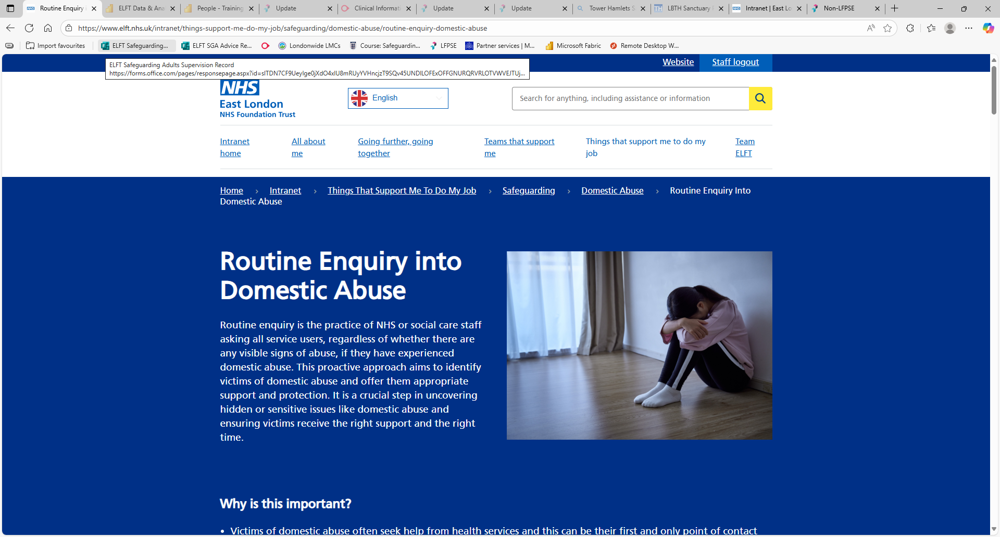 Routine Enquiry i
ELFT Data & Ana
People - Training
Update
Clinical Informati
Update
Update
Tower Hamlets S
LBTH Sanctuary
Intranet | East Lo
Non-LFPSE
https://www.elft.nhs.uk/intranet/things-support-me-do-my-job/safeguarding/domestic-abuse/routine-enquiry-domestic-abuse
Import favourites
ELFT Safeguarding...
ELFT SGA Advice Re...
Londonwide LMCs
Course: Safeguardin...
LFPSE
Partner services | M...
Microsoft Fabric
Remote Desktop W...
ELFT Safeguarding Adults Supervision Record
Website
Staff logout
NHS
East London
NHS Foundation Trust
English
Search for anything, including assistance or information
Intranet
home
All about
me
Going further, going
together
Teams that support
me
Things that support me to do my
job
Team
ELFT
Home › Intranet › Things That Support Me To Do My Job › Safeguarding › Domestic Abuse › Routine Enquiry Into
Domestic Abuse
Routine Enquiry into
Domestic Abuse
Routine enquiry is the practice of NHS or social care staff
asking all service users, regardless of whether there are
any visible signs of abuse, if they have experienced
domestic abuse. This proactive approach aims to identify
victims of domestic abuse and offer them appropriate
support and protection. It is a crucial step in uncovering
hidden or sensitive issues like domestic abuse and
ensuring victims receive the right support and the right
time.
Why is this important?
• Victims of domestic abuse often seek help from health services and this can be their first and only point of contact